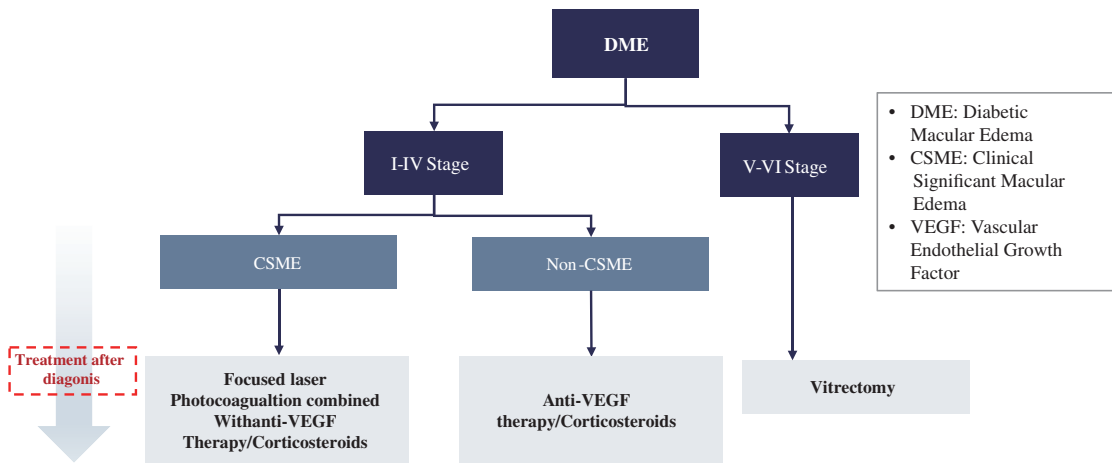 DME
I-IV Stage
V-VI Stage
• DME: Diabetic
Macular Edema
• CSME: Clinical
Significant Macular
Edema
• VEGF: Vascular
Endothelial Growth
Factor
CSME
Non-CSME
Treatment after
diagonis
Focused laser
Photocoagualtion combined
Withanti-VEGF
Therapy/Corticosteroids
Anti-VEGF
therapy/Corticosteroids
Vitrectomy